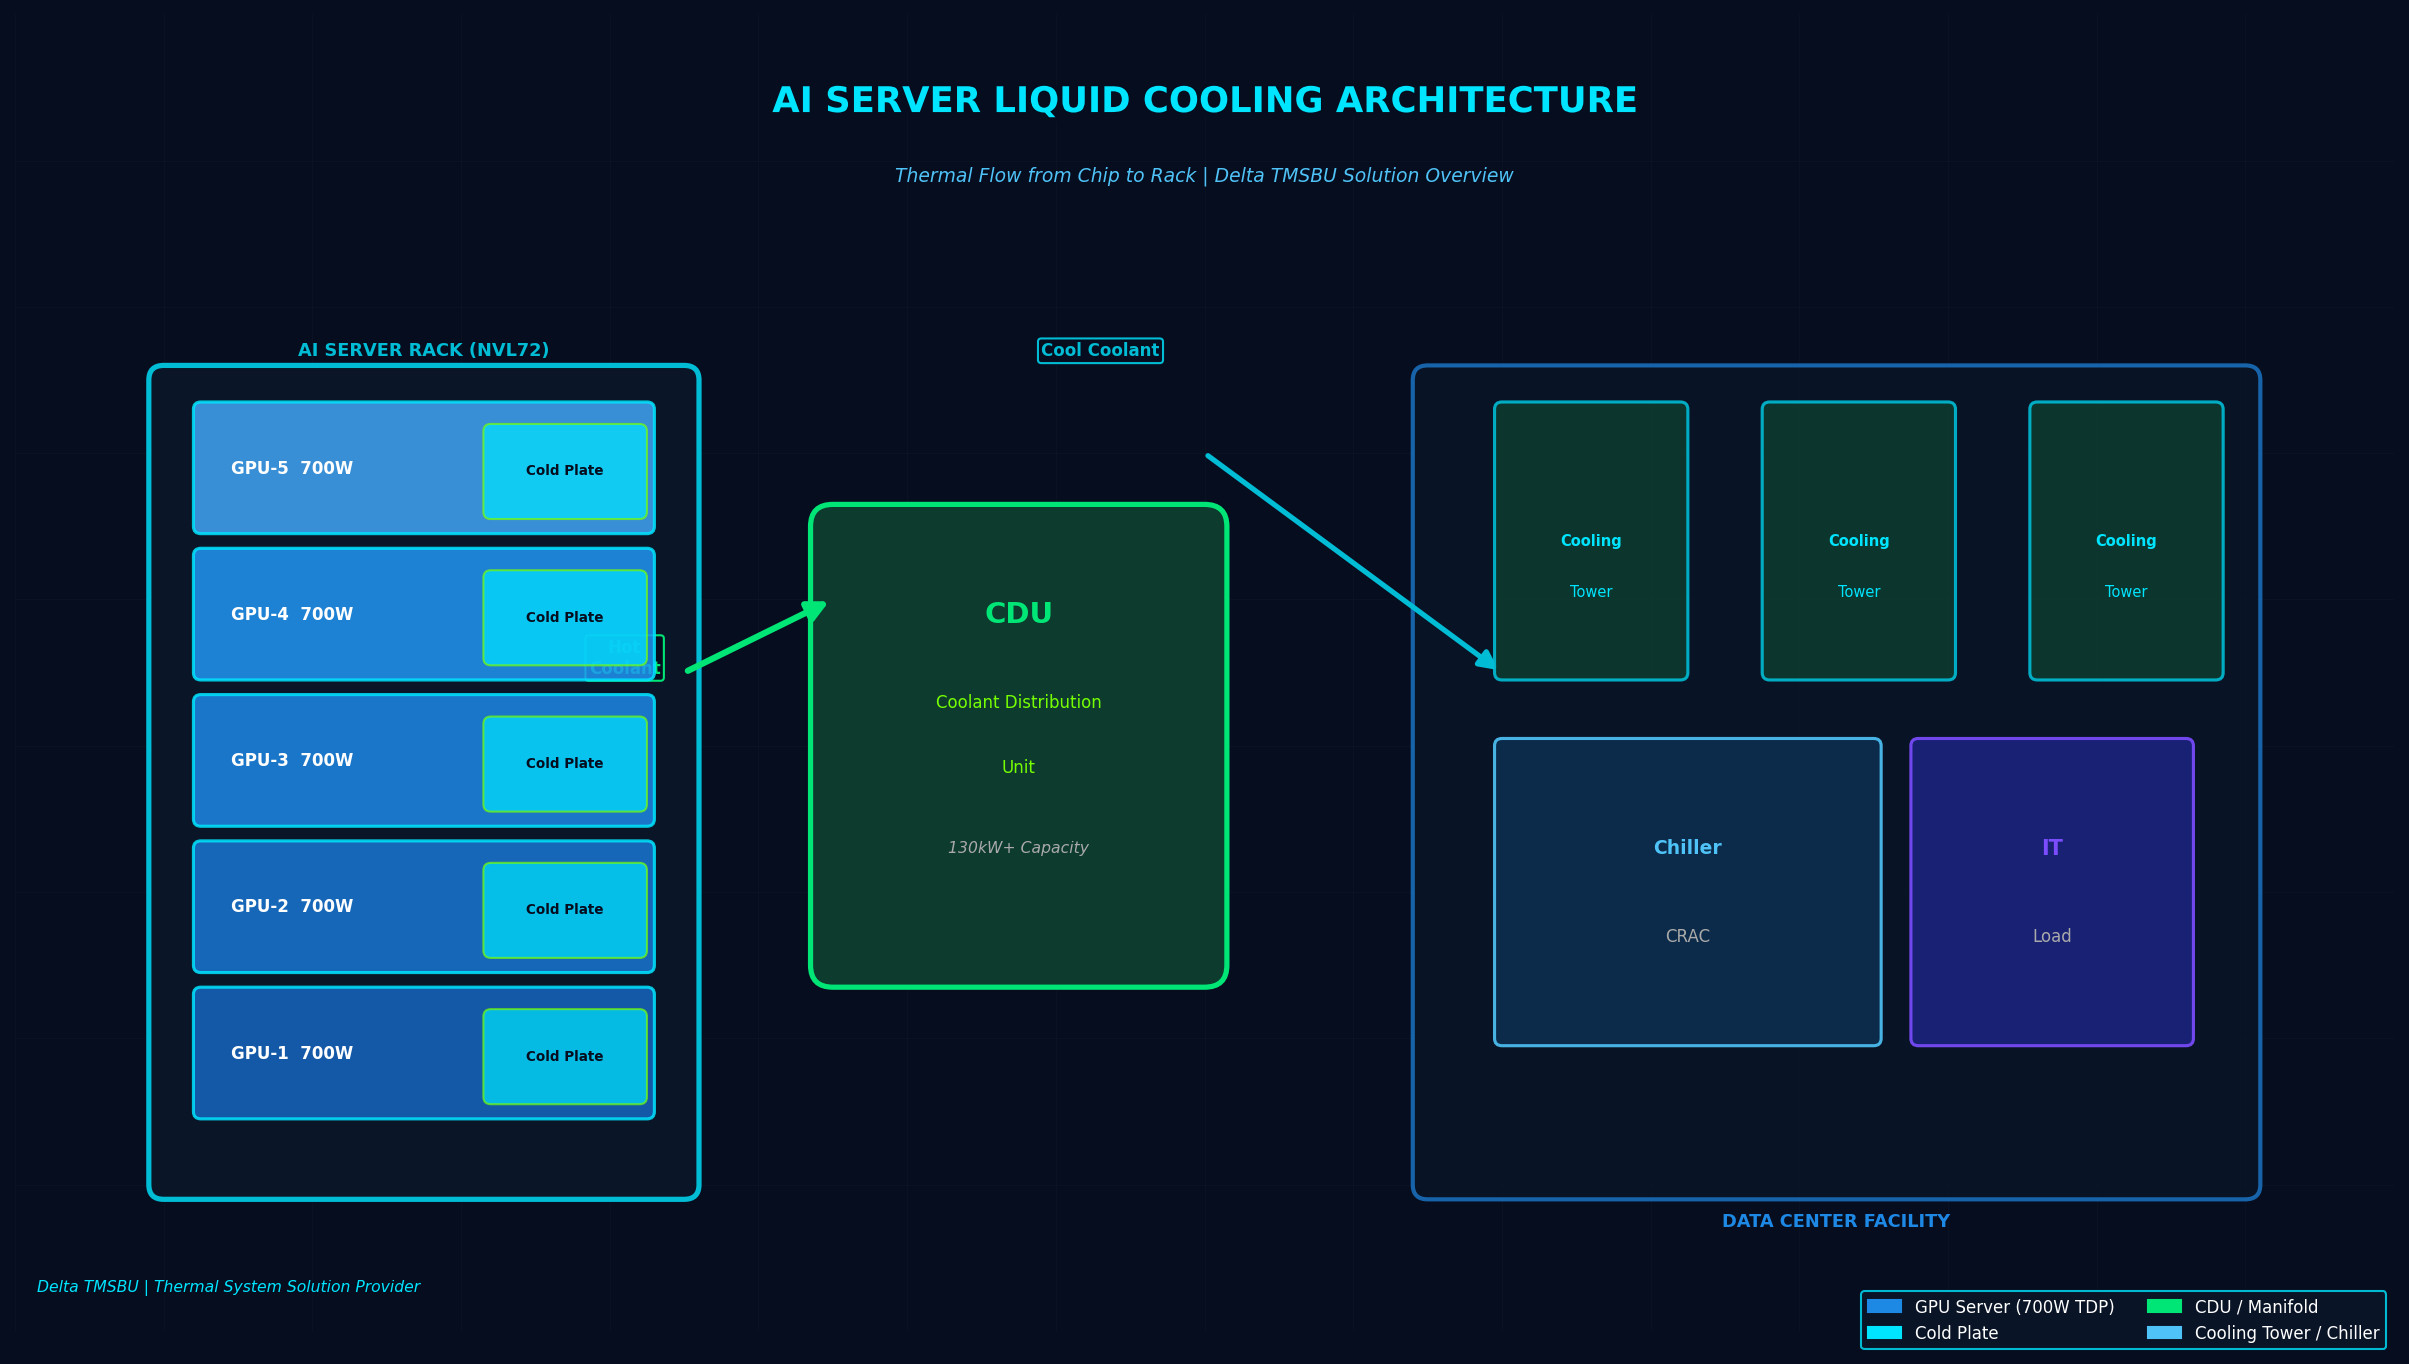 AI SERVER LIQUID COOLING ARCHITECTURE
Thermal Flow from Chip to Rack | Delta TMSBU Solution Overview
AI SERVER RACK (NVL72)
GPU-5 700W
Cold Plate
GPU-4 700W
Cold Plate
Hot
Coolant
GPU-3 700W
Cold Plate
GPU-2 700W
Cold Plate
GPU-1 700W
Cold Plate
Cool Coolant
CDU
Coolant Distribution
Unit
130kW+ Capacity
Cooling
Tower
Cooling
Tower
Cooling
Tower
Chiller
CRAC
IT
Load
DATA CENTER FACILITY
Delta TMSBU | Thermal System Solution Provider
GPU Server (700W TDP)
Cold Plate
CDU / Manifold
Cooling Tower / Chiller